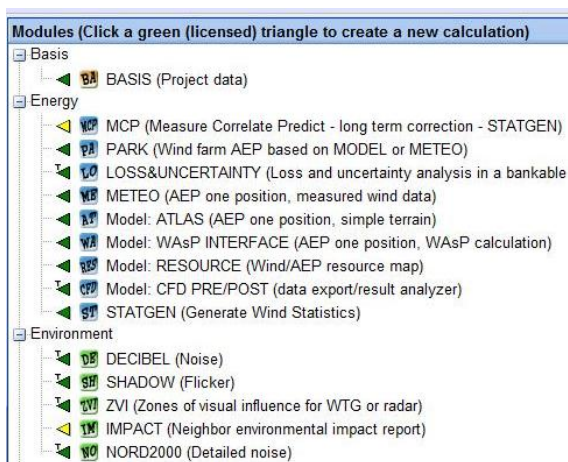 Modules (Click a green (licensed) triangle to create a new calculation)
Basis
BA BASIS (Project data)
Energy
MCP MCP (Measure Correlate Predict - long term correction - STATGEN)
PA PARK (Wind farm AEP based on MODEL or METEO)
T LO LOSS&UNCERTAINTY (Loss and uncertainty analysis in a bankable
ME METEO (AEP one position, measured wind data)
AT Model: ATLAS (AEP one position, simple terrain)
WA Model: WAsP INTERFACE (AEP one position, WAsP calculation)
RES Model: RESOURCE (Wind/AEP resource map)
T CFD Model: CFD PRE/POST (data export/result analyzer)
ST STATGEN (Generate Wind Statistics)
Environment
T DB DECIBEL (Noise)
T SH SHADOW (Flicker)
T ZVI ZVI (Zones of visual influence for WTG or radar)
IM IMPACT (Neighbor environmental impact report)
T NO NORD2000 (Detailed noise)